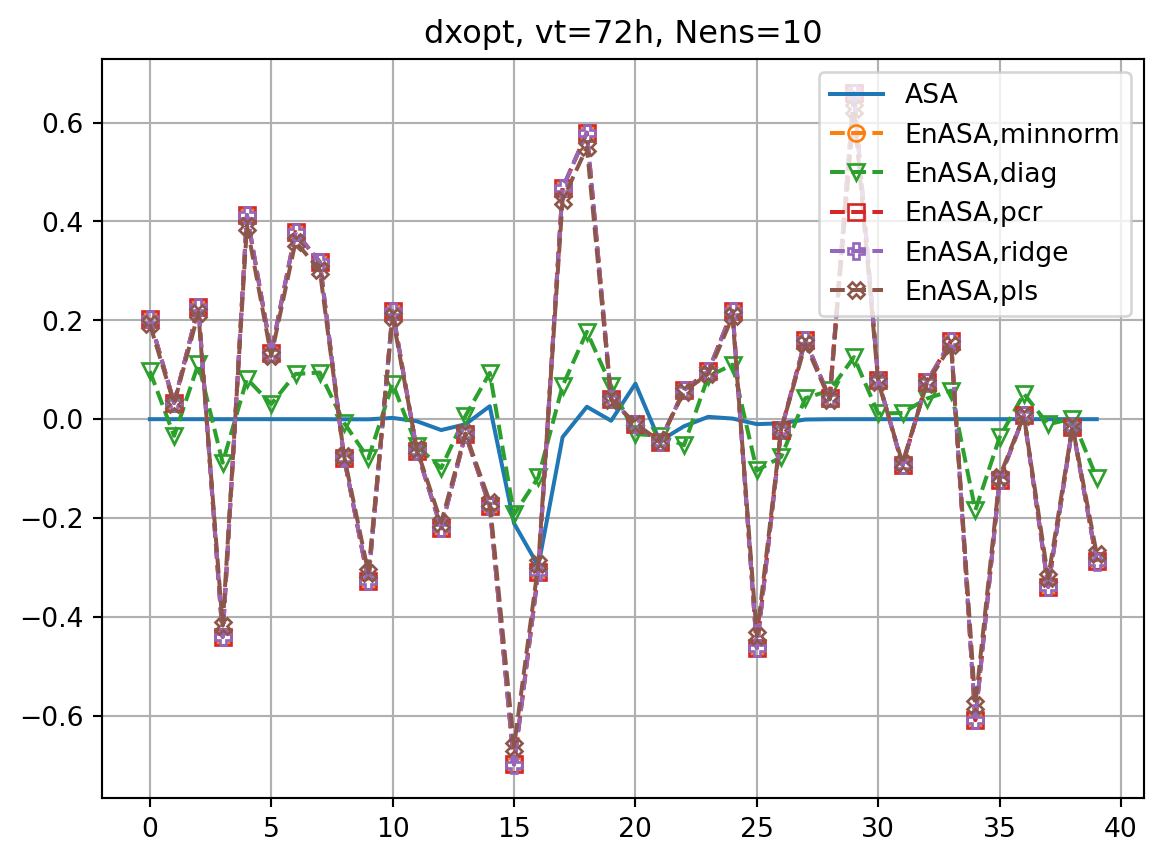 dxopt, vt=72h, Nens=10
ASA
EnASA,minnorm
EnASA,diag
EnASA,pcr
EnASA,ridge
EnASA,pls
0.6
0.4
0.2
0.0
−0.2
−0.4
−0.6
0 5 10 15 20 25 30 35 40